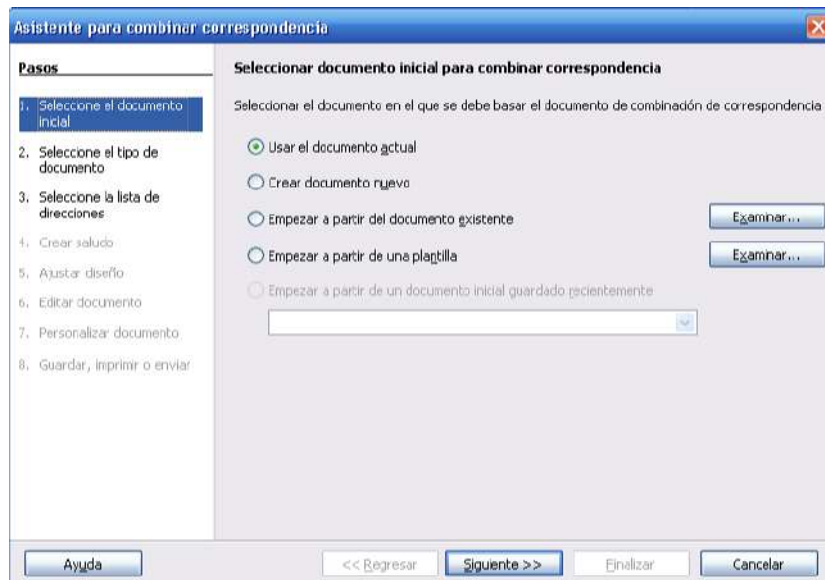 Asistente para combinar correspondencia
Pasos
1. Seleccione el documento
inicial
2. Seleccione el tipo de
documento
3. Seleccione la lista de
direcciones
4. Crear saludo
5. Ajustar diseño
6. Editar documento
7. Personalizar documento
8. Guardar, imprimir o enviar
Seleccionar documento inicial para combinar correspondencia
Seleccionar el documento en el que se debe basar el documento de combinación de correspondencia
Usar el documento actual
Crear documento nuevo
Empezar a partir del documento existente
Examinar...
Empezar a partir de una plantilla
Examinar...
Empezar a partir de un documento inicial guardado recientemente
Ayuda
<< Regresar
Siguiente >>
Finalizar
Cancelar